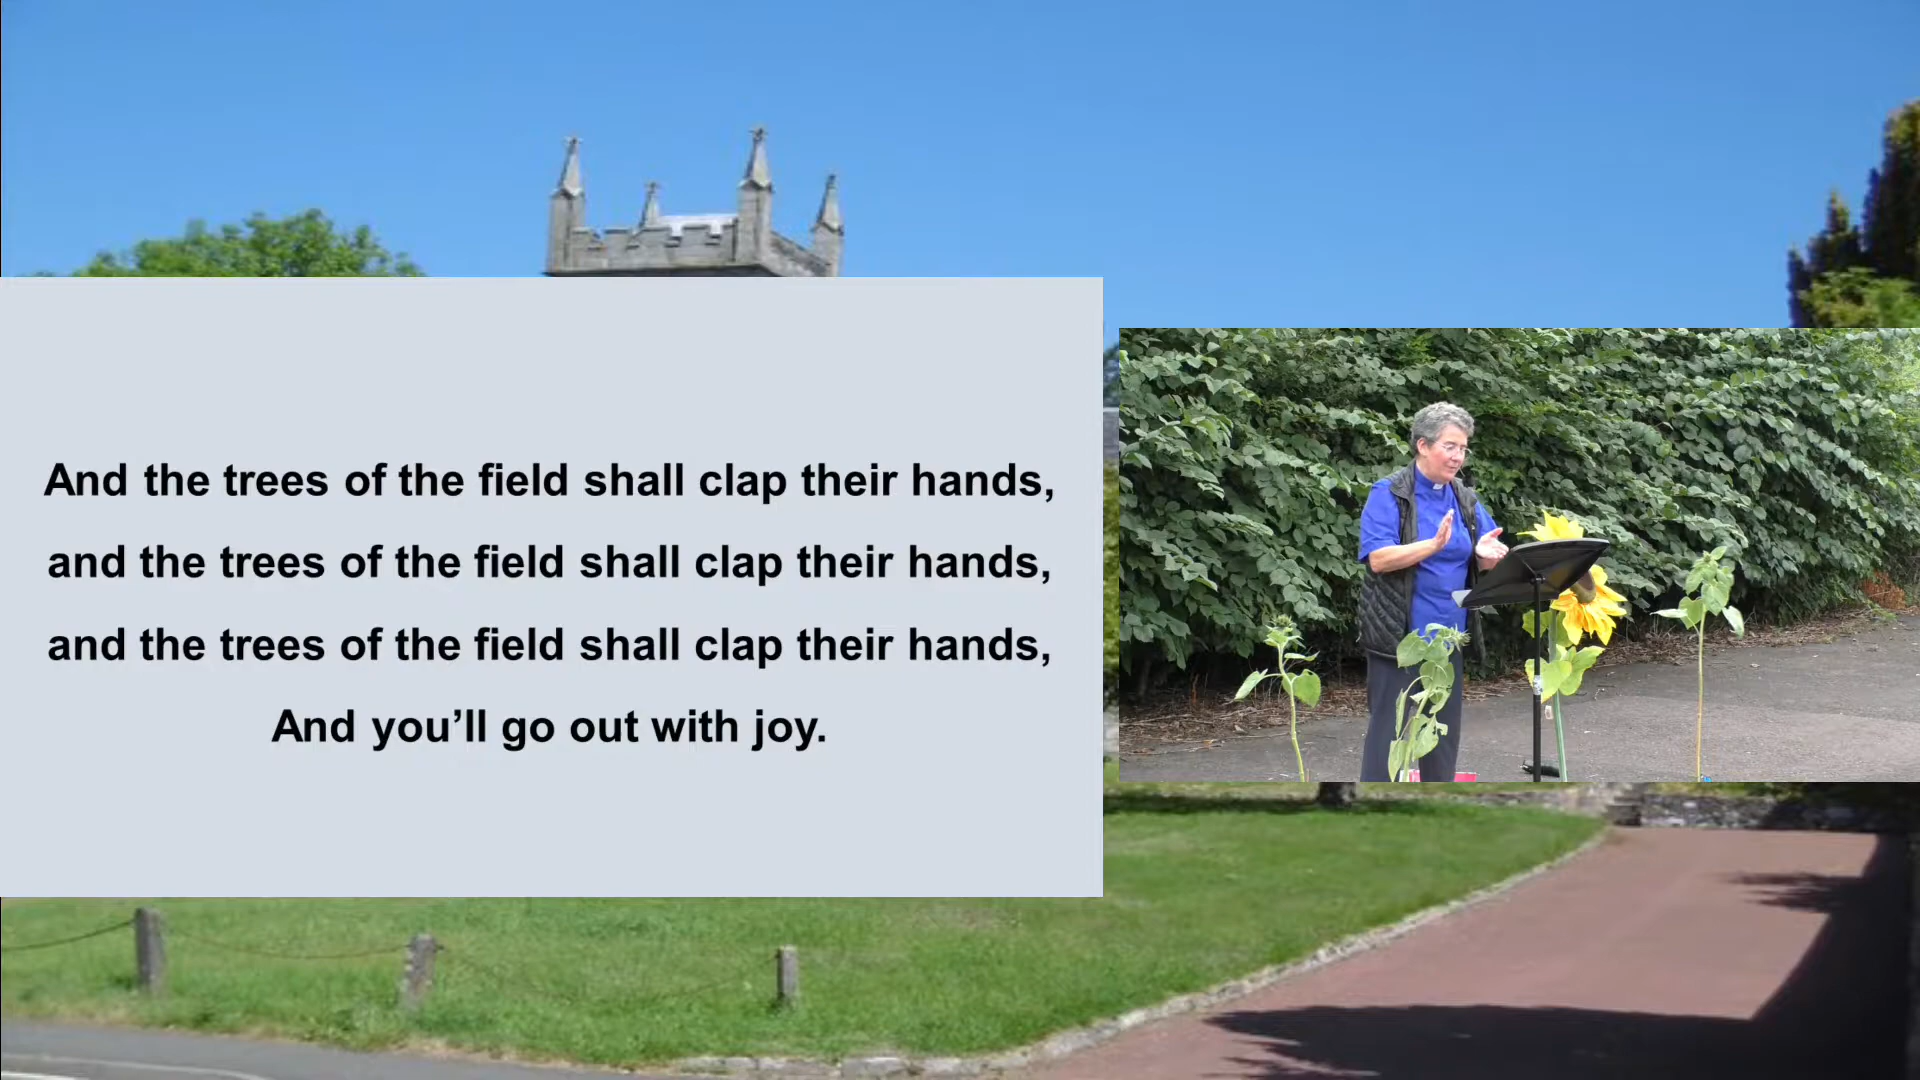 And the trees of the field shall clap their hands,
and the trees of the field shall clap their hands,
and the trees of the field shall clap their hands,
And you’ll go out with joy.